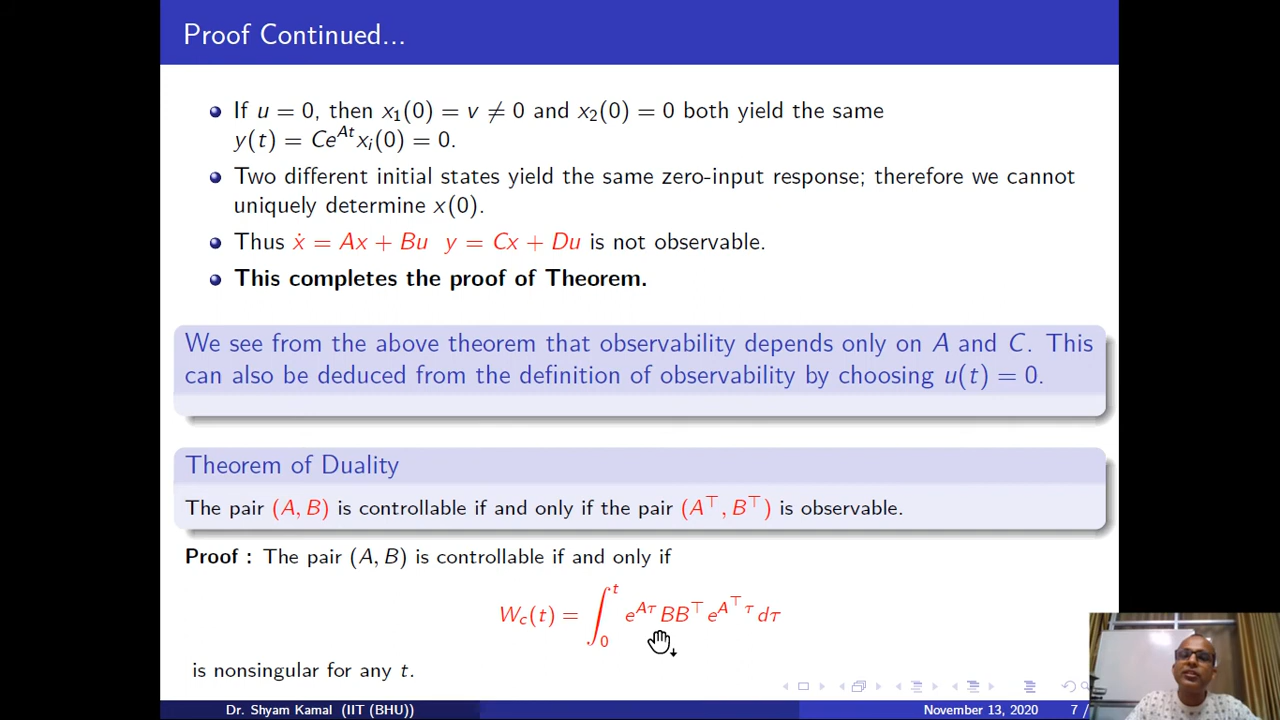 Proof Continued...
If u = 0, then x₁(0) = v ≠ 0 and x₂(0) = 0 both yield the same
y(t) = Ce^{At}xᵢ(0) = 0.
Two different initial states yield the same zero-input response; therefore we cannot
uniquely determine x(0).
Thus ẋ = Ax + Bu y = Cx + Du is not observable.
This completes the proof of Theorem.
We see from the above theorem that observability depends only on A and C. This
can also be deduced from the definition of observability by choosing u(t) = 0.
Theorem of Duality
The pair (A, B) is controllable if and only if the pair (A^⊤, B^⊤) is observable.
Proof : The pair (A, B) is controllable if and only if
W_c(t) = ∫₀^t e^{Aτ}BB^⊤e^{A^⊤τ}dτ
is nonsingular for any t.
Dr. Shyam Kamal (IIT (BHU)) November 13, 2020 7 /